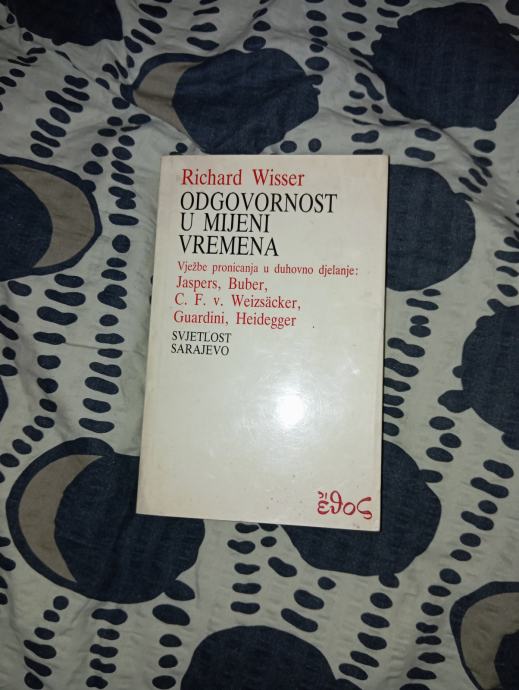 Richard Wisser
ODGOVORNOST
U MIJENI
VREMENA
Vježbe pronicanja u duhovno djelanje:
Jaspers, Buber,
C. F. v. Weizsäcker,
Guardini, Heidegger
SVJETLOST
SARAJEVO
ἔθος